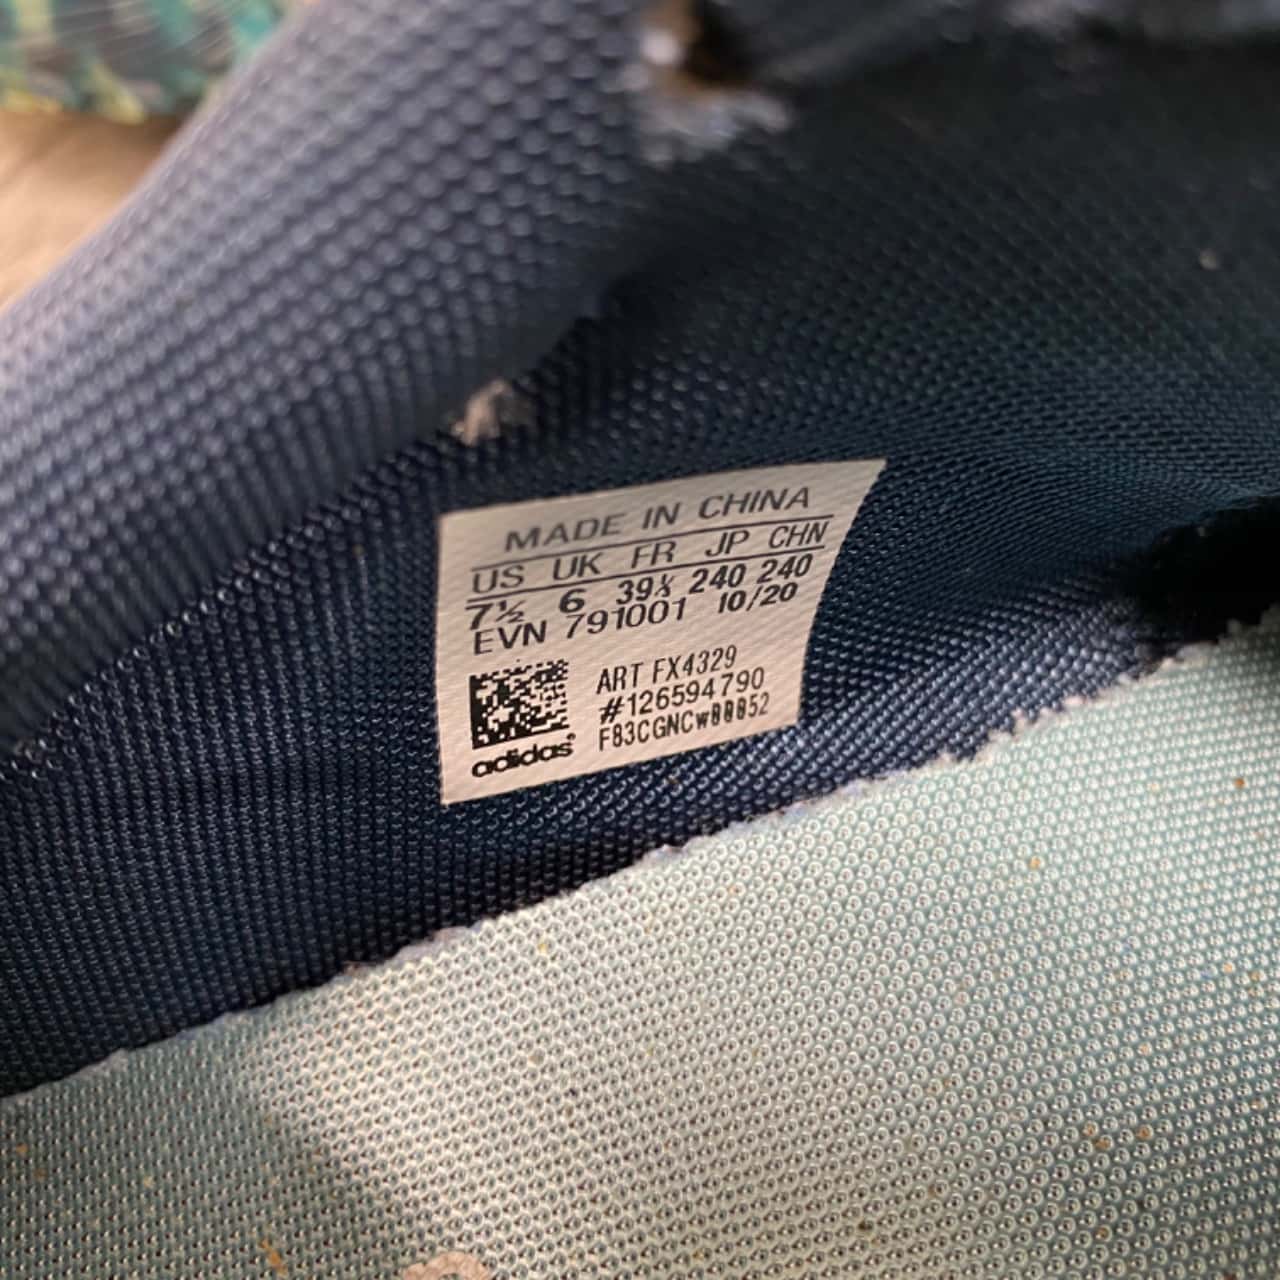 MADE IN CHINA
US UK FR JP CHN
7½ 6 39⅓ 240 240
EVN 791001 10/20
ART FX4329
#126594790
adidas®